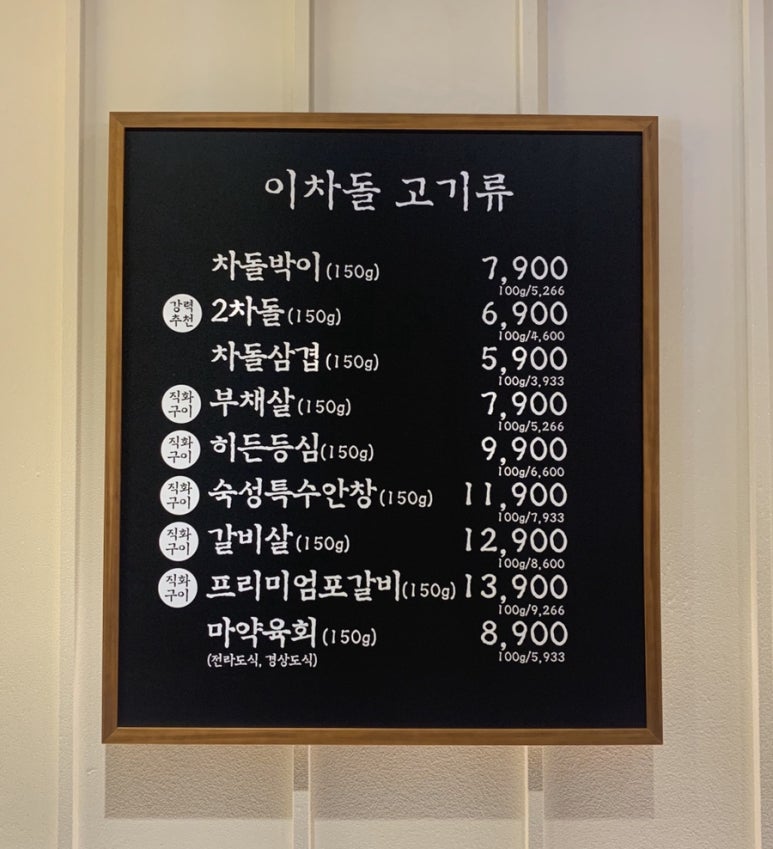 이차돌 고기류
차돌박이(150g) 7,900
100g/5,266
강력
추천
2차돌(150g) 6,900
100g/4,600
차돌삼겹(150g) 5,900
100g/3,933
직화
구이
부채살(150g) 7,900
100g/5,266
직화
구이
히든등심(150g) 9,900
100g/6,600
직화
구이
숙성특수안창(150g) 11,900
100g/7,933
직화
구이
갈비살(150g) 12,900
100g/8,600
직화
구이
프리미엄포갈비(150g) 13,900
100g/9,266
마약육회(150g) 8,900
(전라도식, 경상도식) 100g/5,933